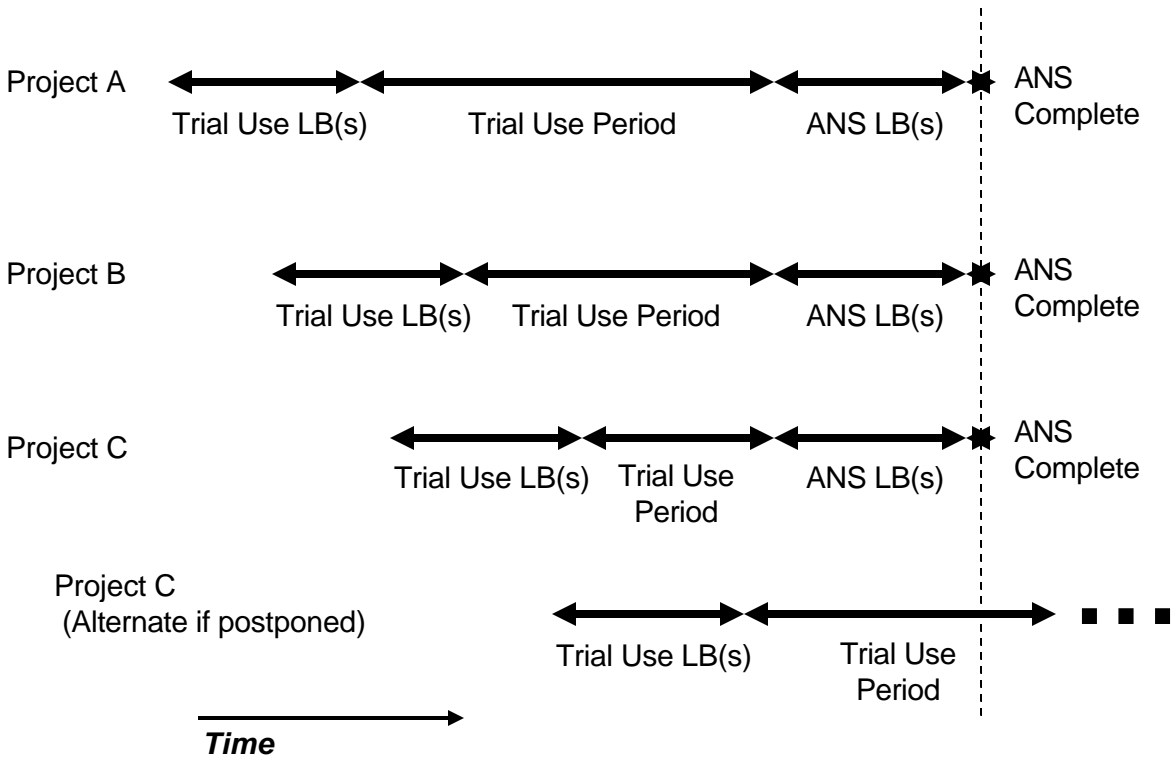 Project A
Trial Use LB(s)
Trial Use Period
ANS LB(s)
ANS
Complete
Project B
Trial Use LB(s)
Trial Use Period
ANS LB(s)
ANS
Complete
Project C
Trial Use LB(s)
Trial Use
Period
ANS LB(s)
ANS
Complete
Project C
(Alternate if postponed)
Trial Use LB(s)
Trial Use
Period
Time